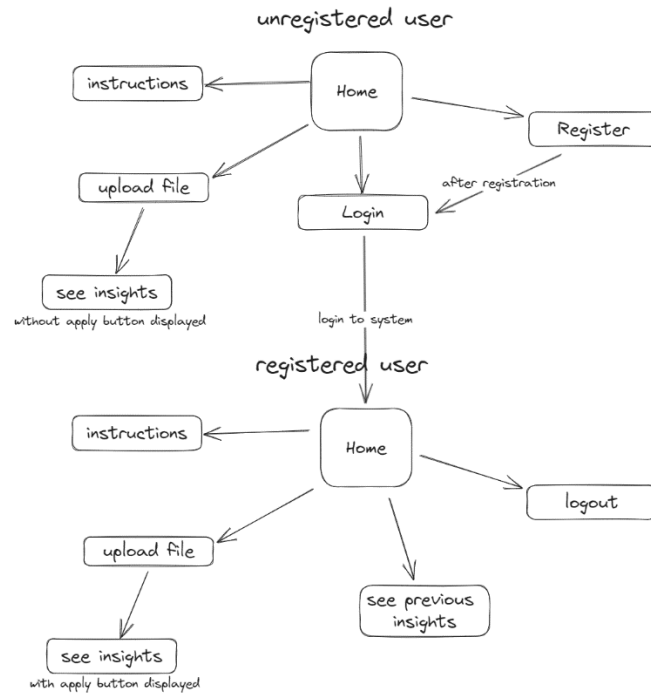 unregistered user
instructions
Home
Register
upload file
after registration
Login
see insights
without apply button displayed
login to system
registered user
instructions
Home
logout
upload file
see previous
insights
see insights
with apply button displayed